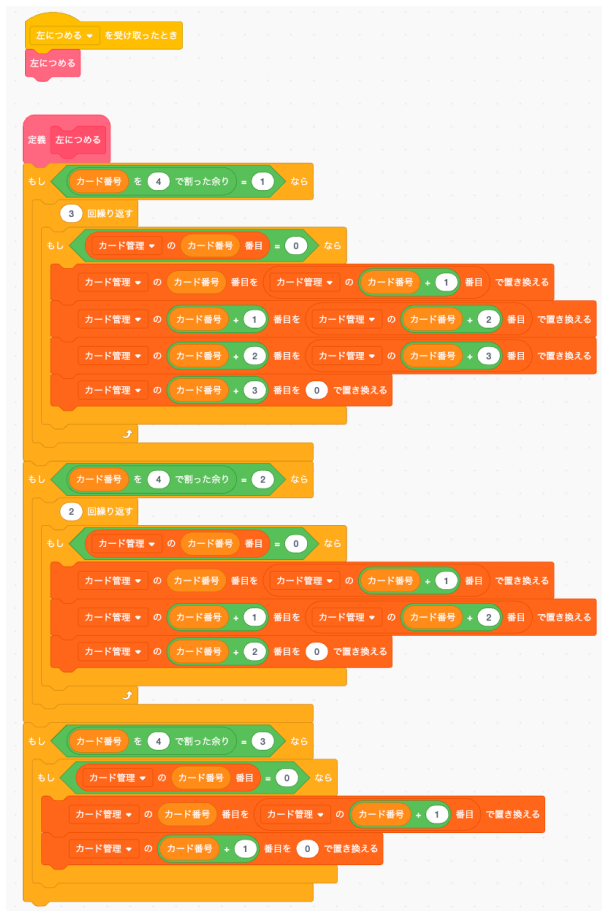 左につめる を受け取ったとき
左につめる
定義 左につめる
もし カード番号 を 4 で割った余り = 1 なら
3 回繰り返す
もし カード管理 の カード番号 番目 = 0 なら
カード管理 の カード番号 番目を カード管理 の カード番号 + 1 番目 で置き換える
カード管理 の カード番号 + 1 番目を カード管理 の カード番号 + 2 番目 で置き換える
カード管理 の カード番号 + 2 番目を カード管理 の カード番号 + 3 番目 で置き換える
カード管理 の カード番号 + 3 番目を 0 で置き換える
もし カード番号 を 4 で割った余り = 2 なら
2 回繰り返す
もし カード管理 の カード番号 番目 = 0 なら
カード管理 の カード番号 番目を カード管理 の カード番号 + 1 番目 で置き換える
カード管理 の カード番号 + 1 番目を カード管理 の カード番号 + 2 番目 で置き換える
カード管理 の カード番号 + 2 番目を 0 で置き換える
もし カード番号 を 4 で割った余り = 3 なら
もし カード管理 の カード番号 番目 = 0 なら
カード管理 の カード番号 番目を カード管理 の カード番号 + 1 番目 で置き換える
カード管理 の カード番号 + 1 番目を 0 で置き換える